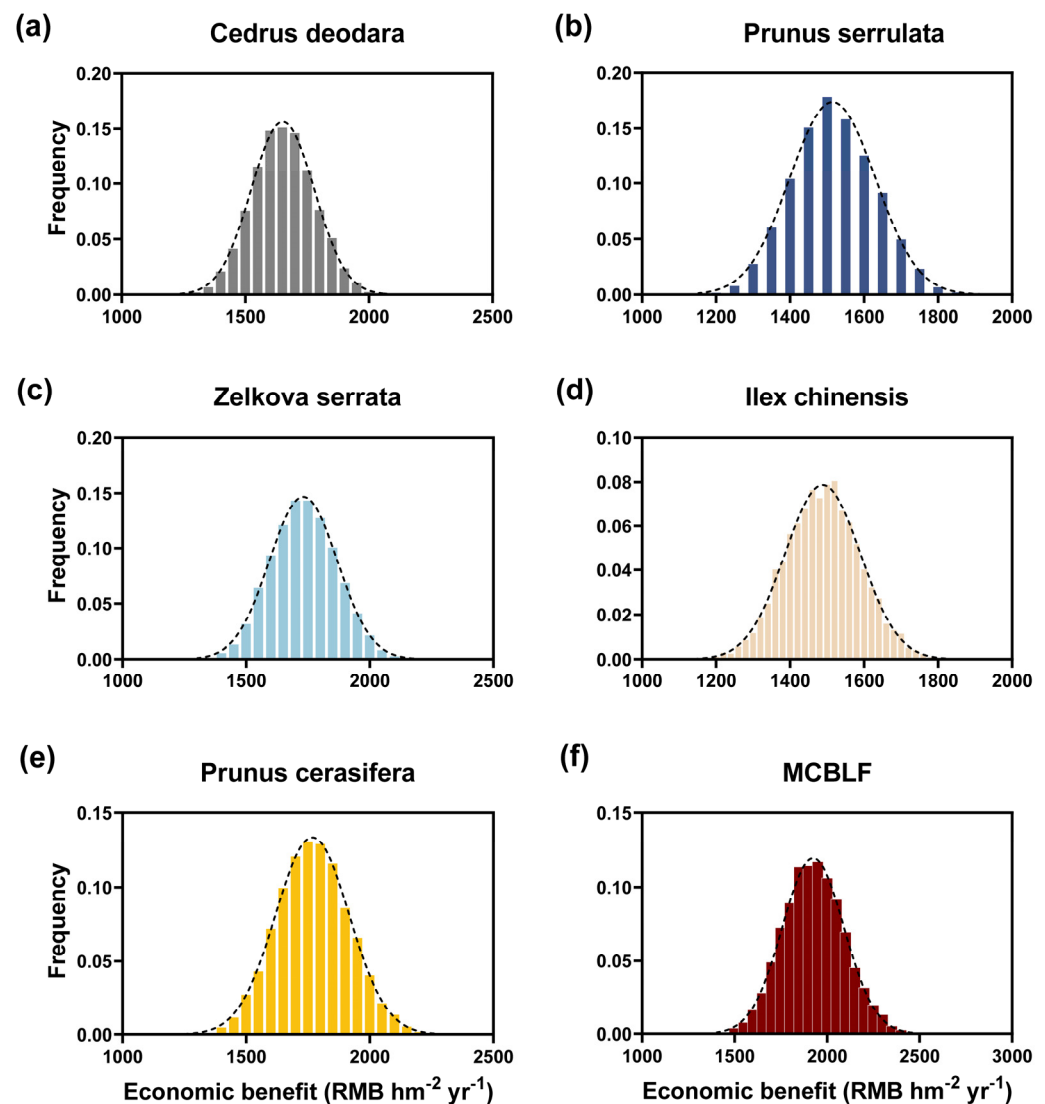 (a)
Cedrus deodara
Frequency
0.20
0.15
0.10
0.05
0.00
1000 1500 2000 2500
(b)
Prunus serrulata
0.20
0.15
0.10
0.05
0.00
1000 1200 1400 1600 1800 2000
(c)
Zelkova serrata
Frequency
0.20
0.15
0.10
0.05
0.00
1000 1500 2000 2500
(d)
Ilex chinensis
0.10
0.08
0.06
0.04
0.02
0.00
1000 1200 1400 1600 1800 2000
(e)
Prunus cerasifera
Frequency
0.15
0.10
0.05
0.00
1000 1500 2000 2500
Economic benefit (RMB hm⁻² yr⁻¹)
(f)
MCBLF
0.15
0.10
0.05
0.00
1000 1500 2000 2500 3000
Economic benefit (RMB hm⁻² yr⁻¹)